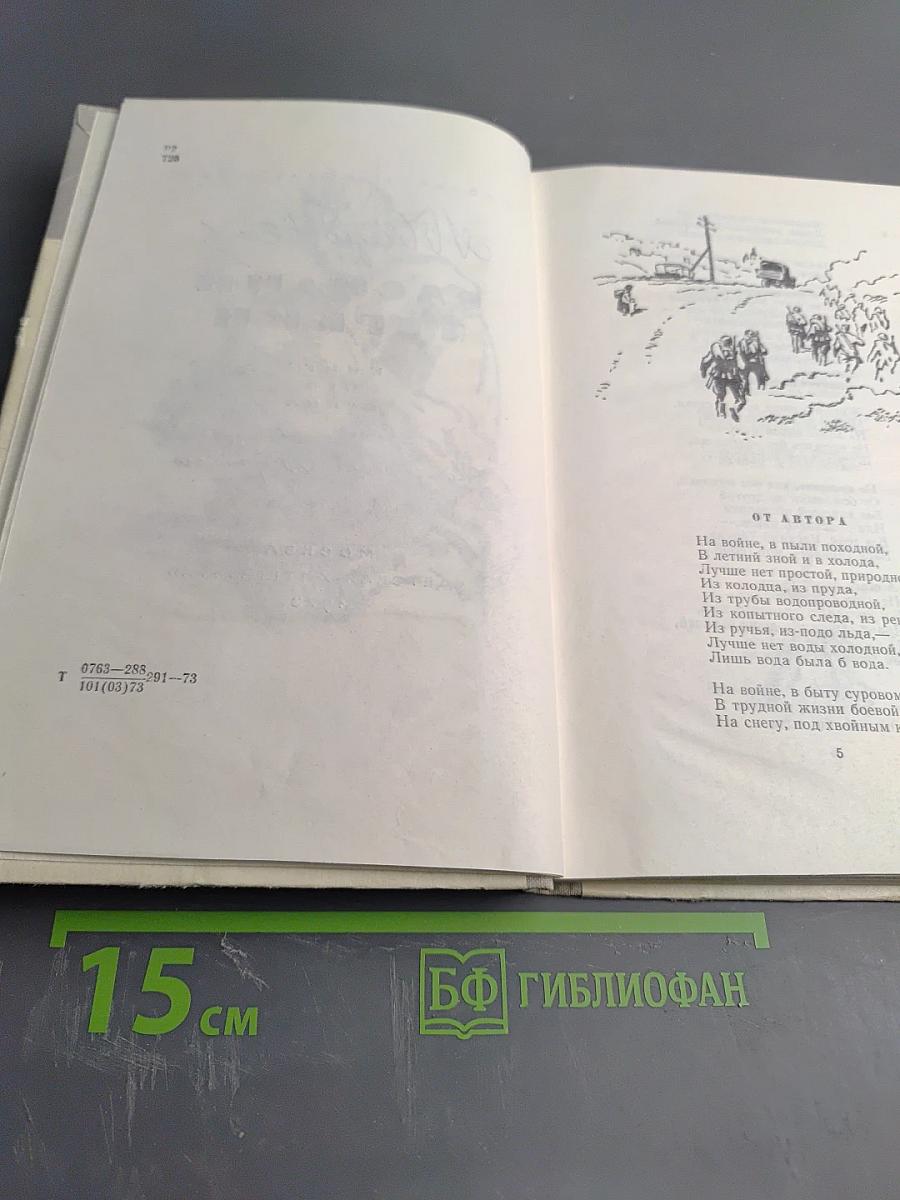 Р2
Т26
Т 0763—288
101(03)73 291—73
ОТ АВТОРА
На войне, в пыли походной,
В летний зной и в холода,
Лучше нет простой, природно
Из колодца, из пруда,
Из трубы водопроводной,
Из копытного следа, из
Из ручья, из-подо льда,—
Лучше нет воды холодной,
Лишь вода была б вода.
На войне, в быту суровом
В трудной жизни боевой
На снегу, под хвойным
5
15 см
БФ ГИБЛИОФАН